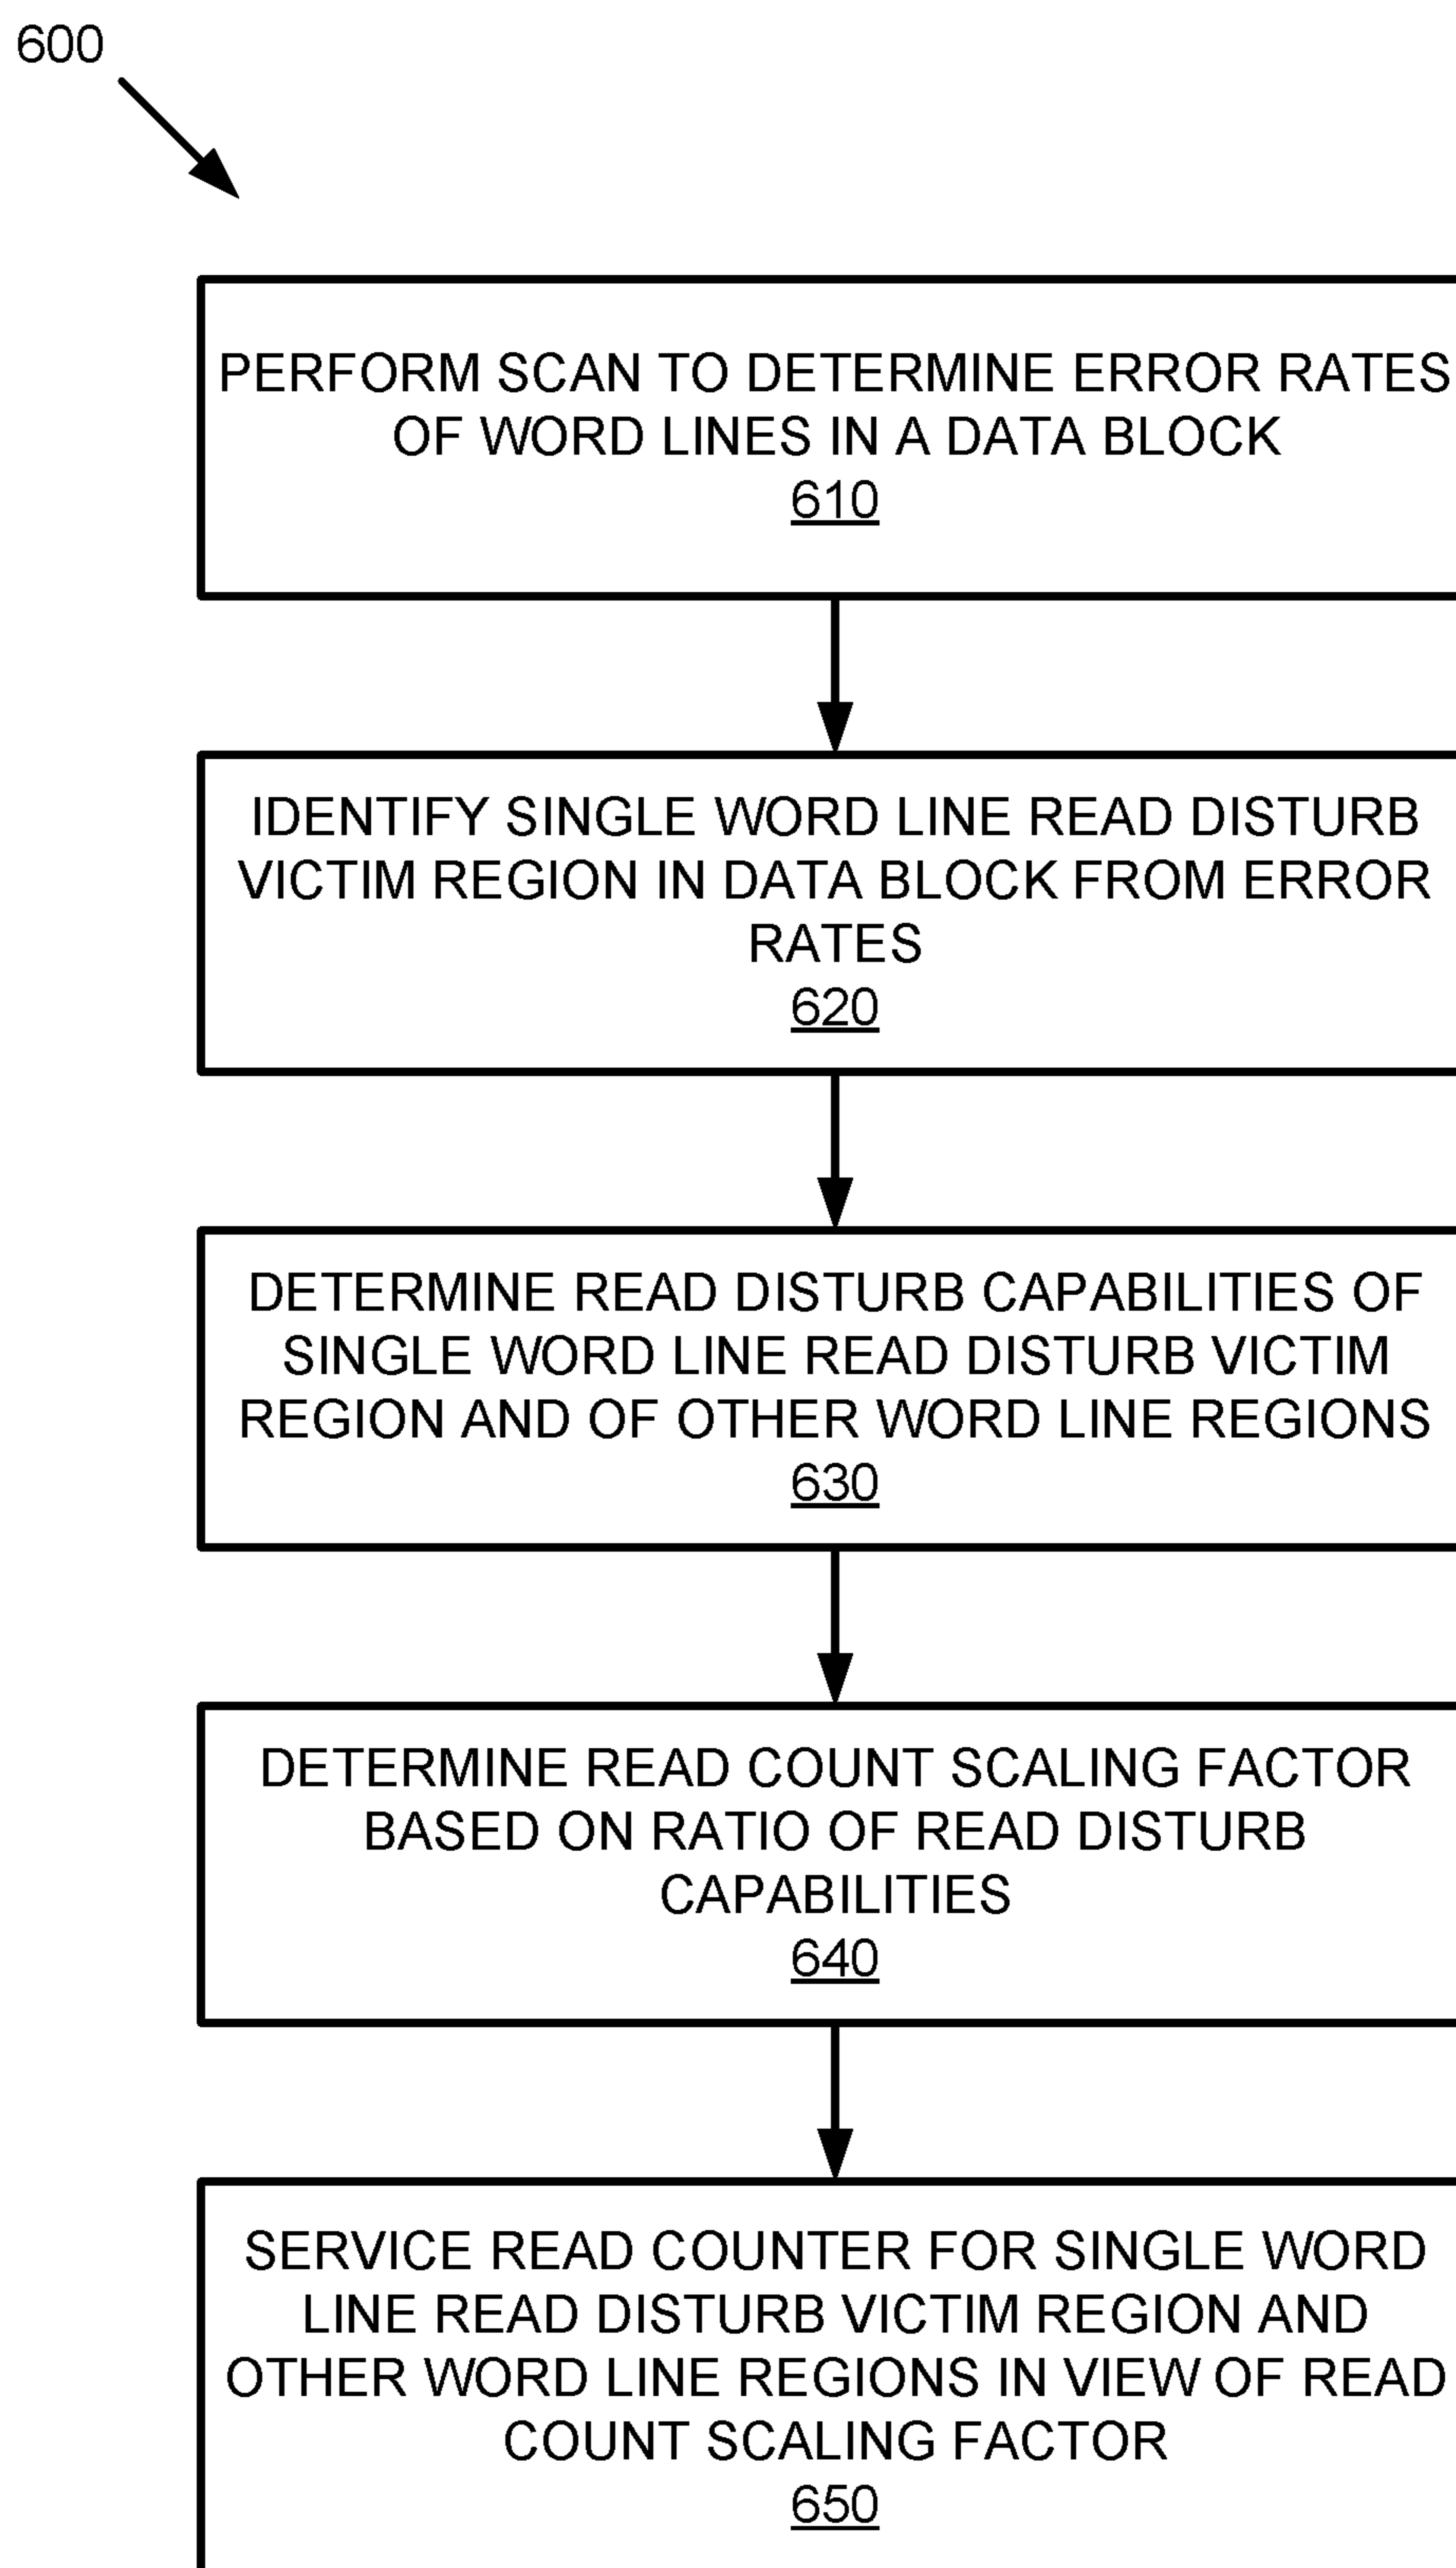 600
PERFORM SCAN TO DETERMINE ERROR RATES
OF WORD LINES IN A DATA BLOCK
610
IDENTIFY SINGLE WORD LINE READ DISTURB
VICTIM REGION IN DATA BLOCK FROM ERROR
RATES
620
DETERMINE READ DISTURB CAPABILITIES OF
SINGLE WORD LINE READ DISTURB VICTIM
REGION AND OF OTHER WORD LINE REGIONS
630
DETERMINE READ COUNT SCALING FACTOR
BASED ON RATIO OF READ DISTURB
CAPABILITIES
640
SERVICE READ COUNTER FOR SINGLE WORD
LINE READ DISTURB VICTIM REGION AND
OTHER WORD LINE REGIONS IN VIEW OF READ
COUNT SCALING FACTOR
650